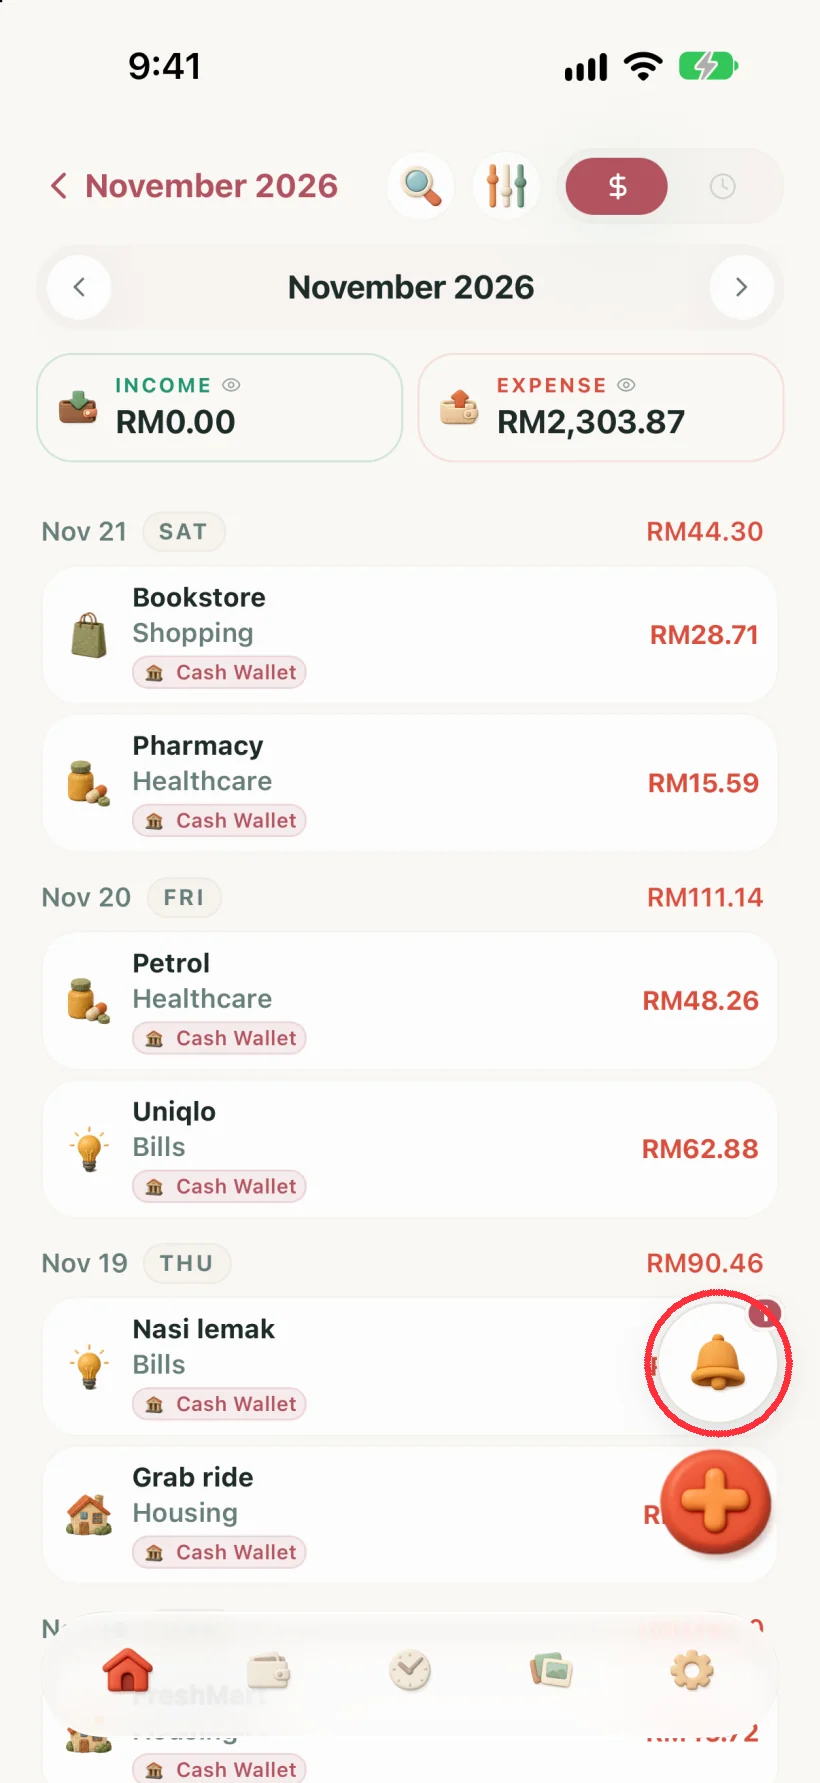 9:41
November 2026
$
November 2026
INCOME
RM0.00
EXPENSE
RM2,303.87
Nov 21 SAT RM44.30
Bookstore
Shopping
RM28.71
Cash Wallet
Pharmacy
Healthcare
RM15.59
Cash Wallet
Nov 20 FRI RM111.14
Petrol
Healthcare
RM48.26
Cash Wallet
Uniqlo
Bills
RM62.88
Cash Wallet
Nov 19 THU RM90.46
Nasi lemak
Bills
Cash Wallet
Grab ride
Housing
Cash Wallet
FreshMart
Housing
Cash Wallet